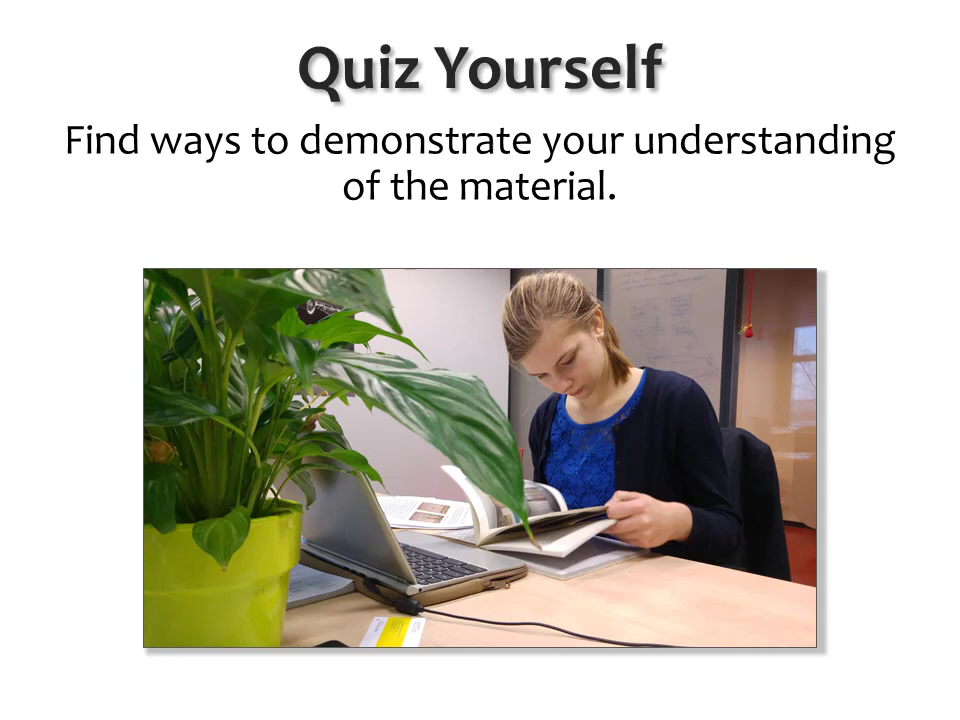 Quiz Yourself
Find ways to demonstrate your understanding
of the material.